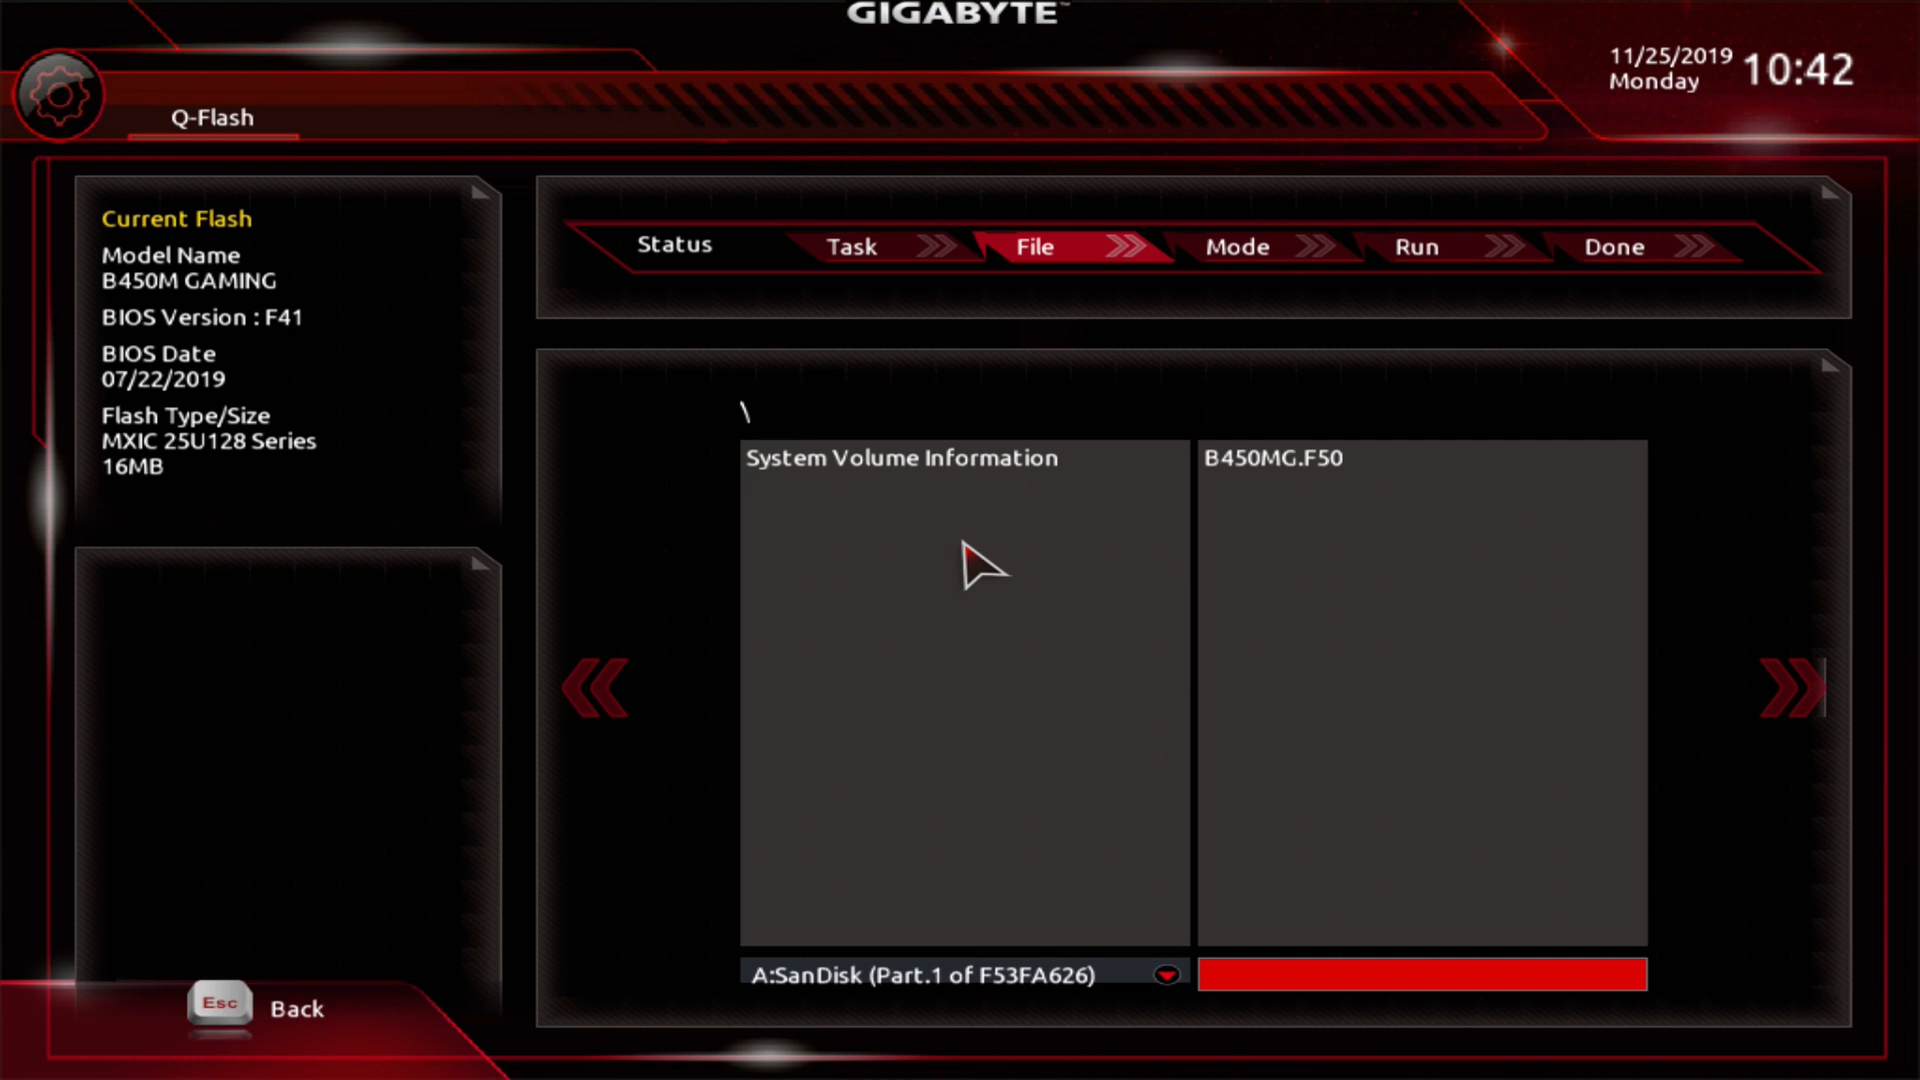 GIGABYTE™
11/25/2019
Monday
10:42
Q-Flash
Current Flash
Model Name
B450M GAMING
BIOS Version : F41
BIOS Date
07/22/2019
Flash Type/Size
MXIC 25U128 Series
16MB
Status
Task
File
Mode
Run
Done
\
System Volume Information
B450MG.F50
A:SanDisk (Part.1 of F53FA626)
Esc
Back